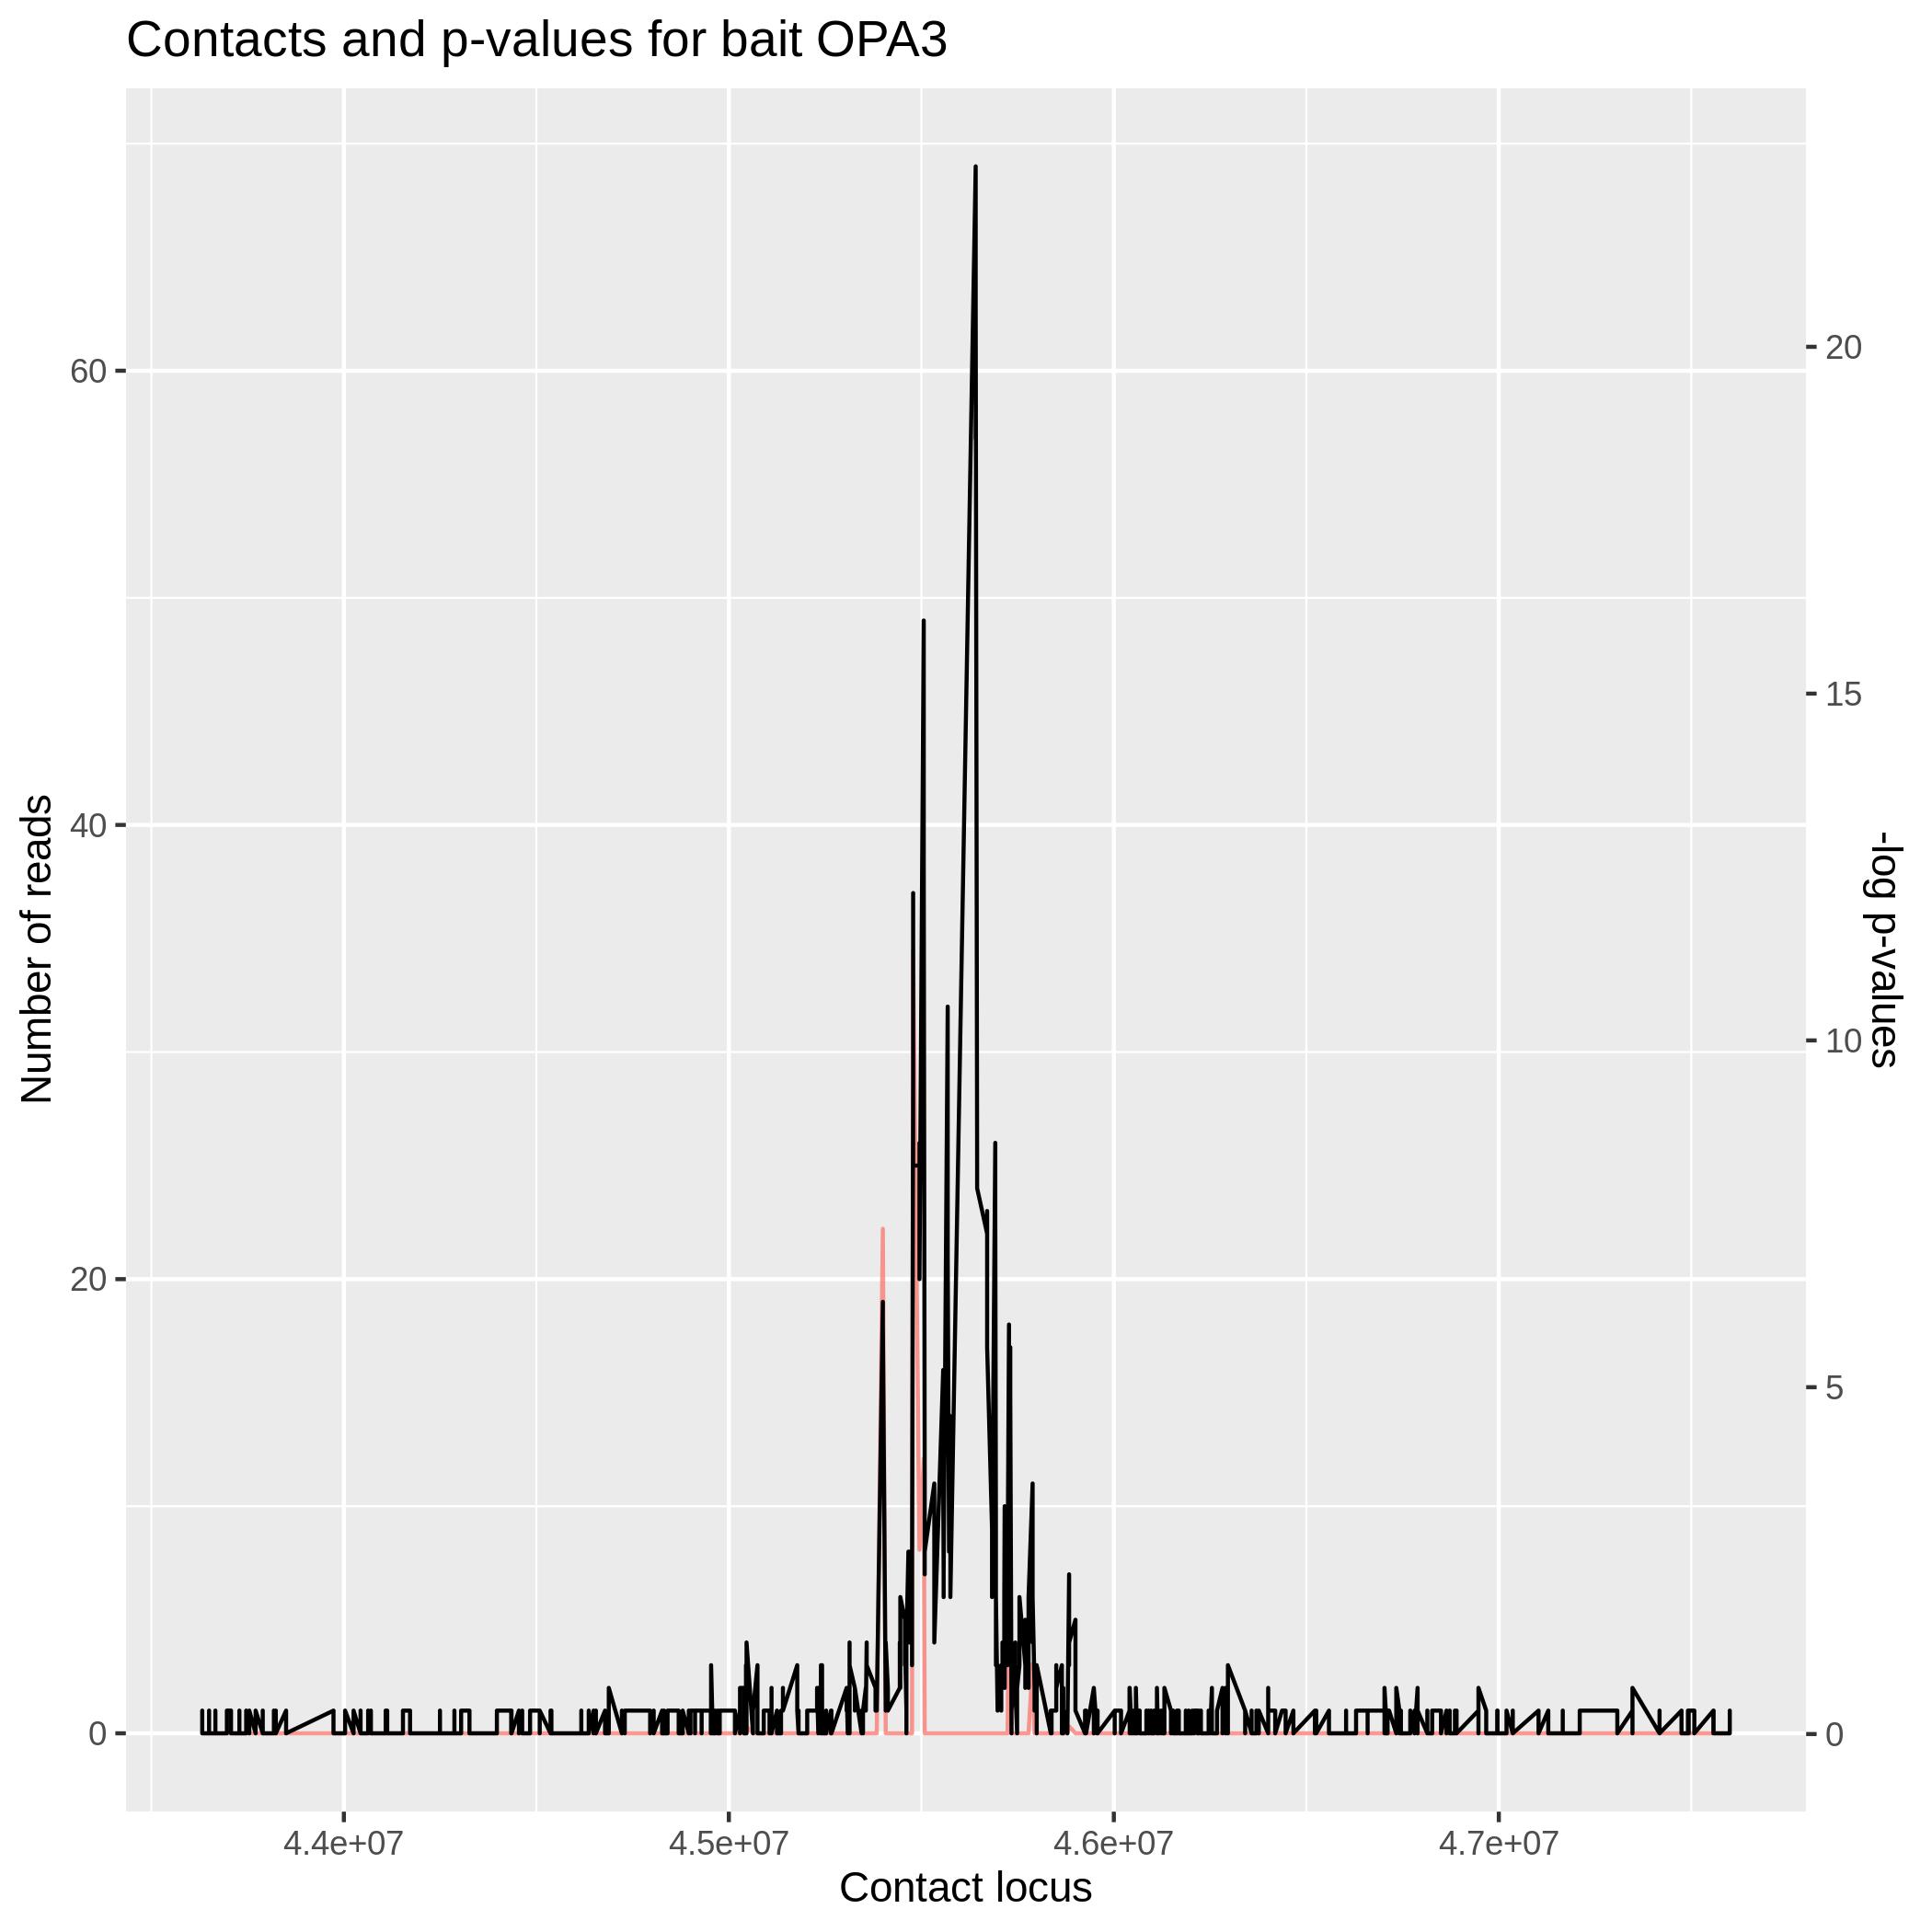 Contacts and p-values for bait OPA3
60
40
20
0
Number of reads
20
15
10
5
0
-log p-values
4.4e+07
4.5e+07
4.6e+07
4.7e+07
Contact locus